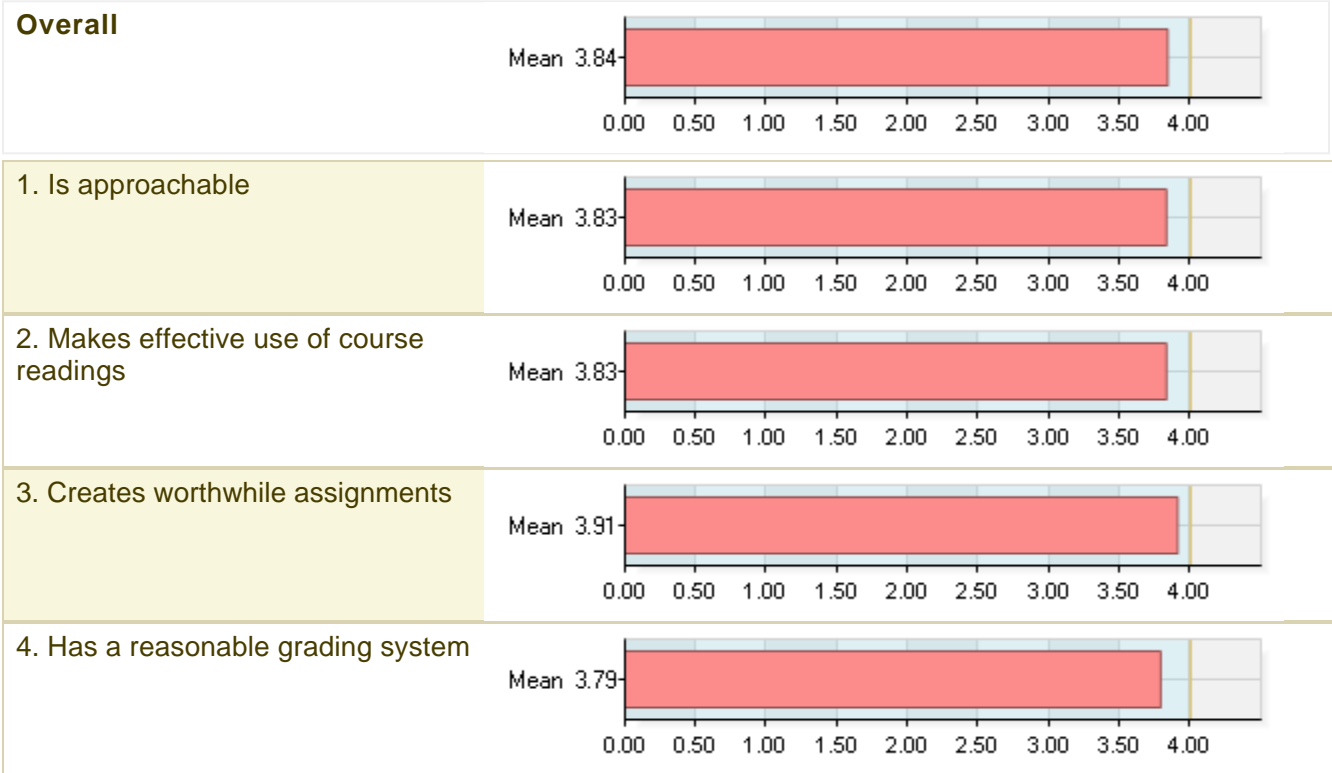 Overall
Mean 3.84
0.00 0.50 1.00 1.50 2.00 2.50 3.00 3.50 4.00
1. Is approachable
Mean 3.83
0.00 0.50 1.00 1.50 2.00 2.50 3.00 3.50 4.00
2. Makes effective use of course
readings
Mean 3.83
0.00 0.50 1.00 1.50 2.00 2.50 3.00 3.50 4.00
3. Creates worthwhile assignments
Mean 3.91
0.00 0.50 1.00 1.50 2.00 2.50 3.00 3.50 4.00
4. Has a reasonable grading system
Mean 3.79
0.00 0.50 1.00 1.50 2.00 2.50 3.00 3.50 4.00